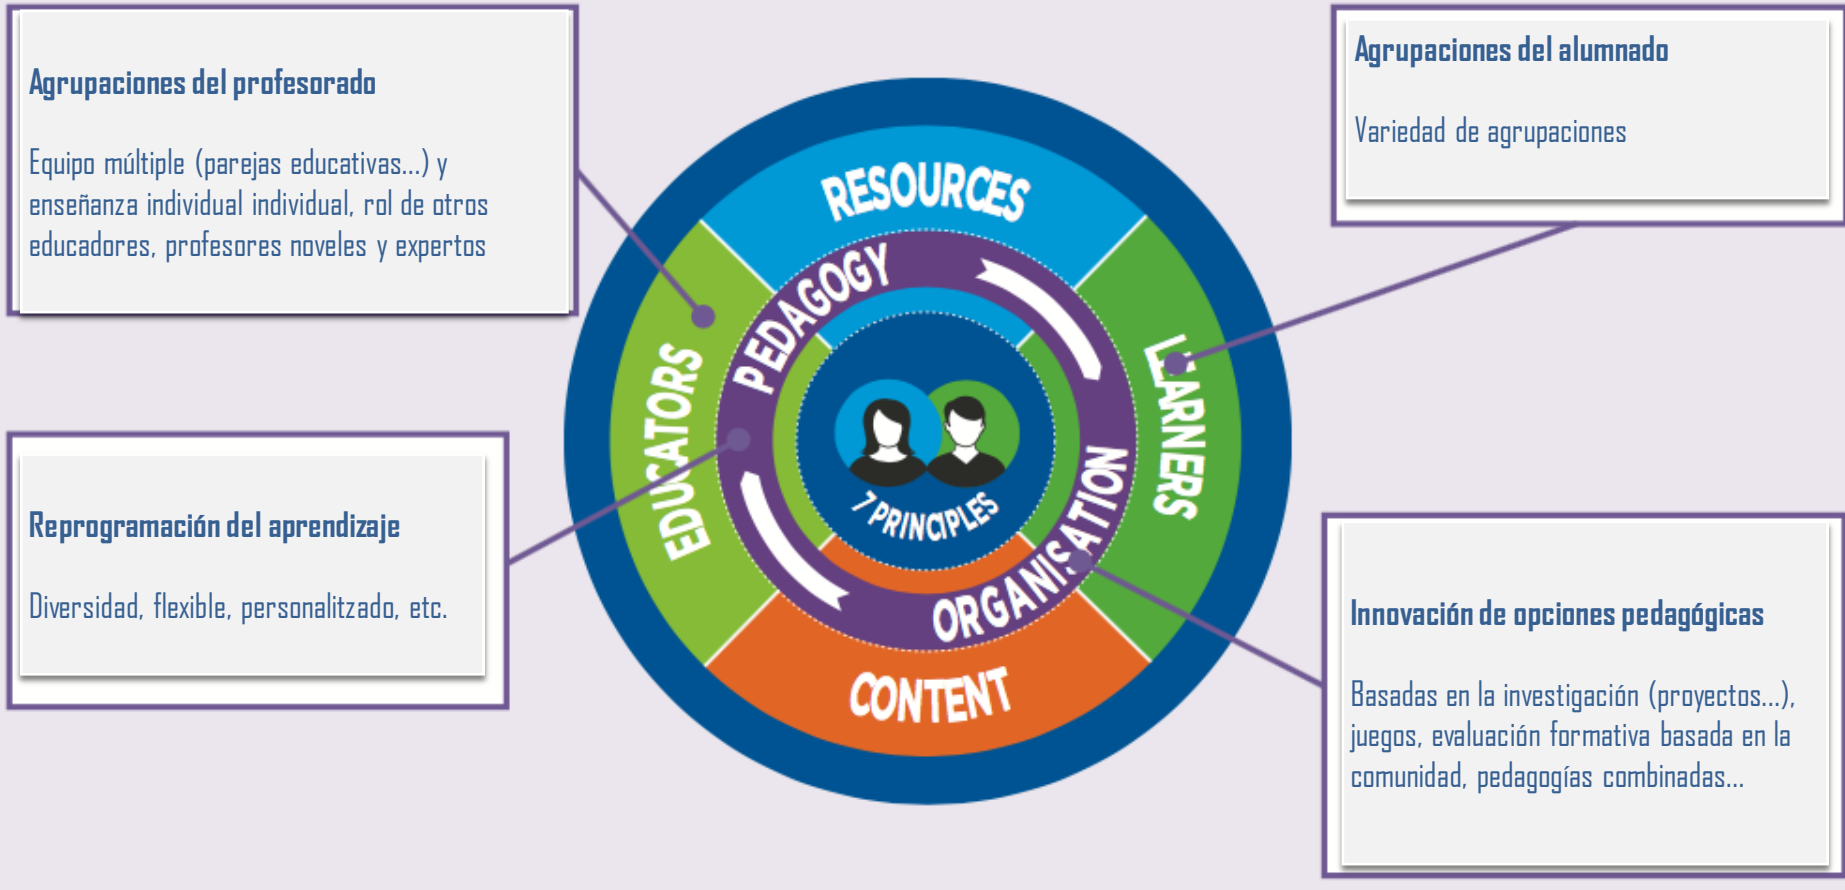 Agrupaciones del profesorado
Equipo múltiple (parejas educativas...) y
enseñanza individual individual, rol de otros
educadores, profesores noveles y expertos
Agrupaciones del alumnado
Variedad de agrupaciones
RESOURCES
PEDAGOGY
EDUCATORS
LEARNERS
7 PRINCIPLES
ORGANISATION
CONTENT
Reprogramación del aprendizaje
Diversidad, flexible, personalitzado, etc.
Innovación de opciones pedagógicas
Basadas en la investigación (proyectos...),
juegos, evaluación formativa basada en la
comunidad, pedagogías combinadas...